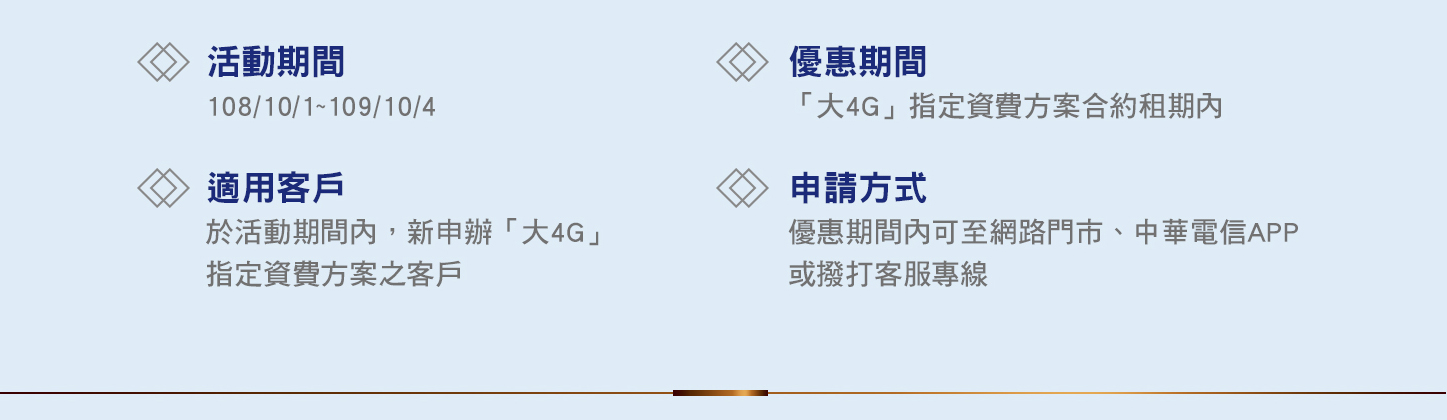 活動期間
108/10/1~109/10/4
優惠期間
「大4G」指定資費方案合約租期內
適用客戶
於活動期間內，新申辦「大4G」
指定資費方案之客戶
申請方式
優惠期間內可至網路門市、中華電信APP
或撥打客服專線